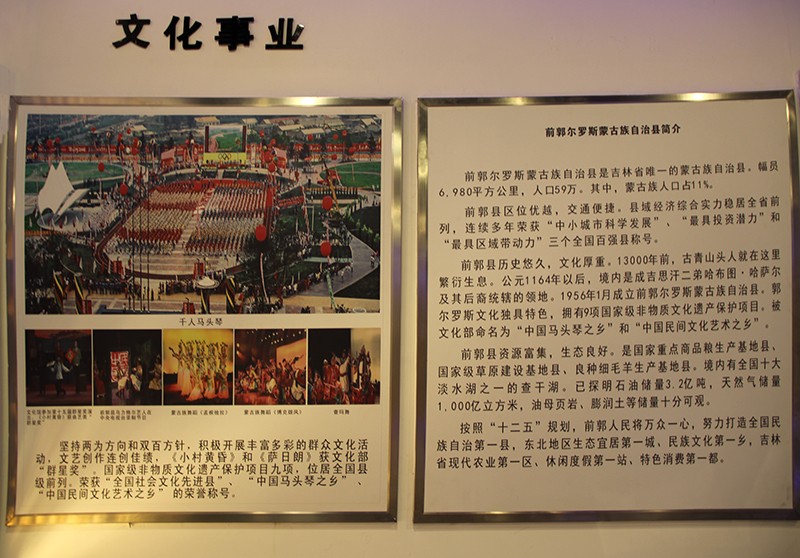 文化事业
千人马头琴
蒙古族舞蹈《孟根绳杖》
蒙古族舞蹈《搏克雄风》
查玛舞
坚持两为方向和双百方针，积极开展丰富多彩的群众文化活
动，文艺创作连创佳绩，《小村黄昏》和《萨日朗》获文化部
“群星奖”。国家级非物质文化遗产保护项目九项，位居全国县
级前列。荣获“全国社会文化先进县”、“中国马头琴之乡”、
“中国民间文化艺术之乡”的荣誉称号。
前郭尔罗斯蒙古族自治县简介
前郭尔罗斯蒙古族自治县是吉林省唯一的蒙古族自治县。幅员
6,980平方公里，人口59万。其中，蒙古族人口占11%。
前郭县区位优越，交通便捷。县域经济综合实力稳居全省前
列，连续多年荣获“中小城市科学发展”、“最具投资潜力”和
“最具区域带动力”三个全国百强县称号。
前郭县历史悠久，文化厚重。13000年前，古青山头人就在这里
繁衍生息。公元1164年以后，境内是成吉思汗二弟哈布图·哈萨尔
及其后裔统辖的领地。1956年1月成立前郭尔罗斯蒙古族自治县。郭
尔罗斯文化独具特色，拥有9项国家级非物质文化遗产保护项目。被
文化部命名为“中国马头琴之乡”和“中国民间文化艺术之乡”。
前郭县资源富集，生态良好。是国家重点商品粮生产基地县、
国家级草原建设基地县、良种细毛羊生产基地县。境内有全国十大
淡水湖之一的查干湖。已探明石油储量3.2亿吨，天然气储量
1,000亿立方米，油母页岩、膨润土等储量十分可观。
按照“十二五”规划，前郭人民将万众一心，努力打造全国民
族自治第一县，东北地区生态宜居第一城、民族文化第一乡，吉林
省现代农业第一区、休闲度假第一站、特色消费第一都。